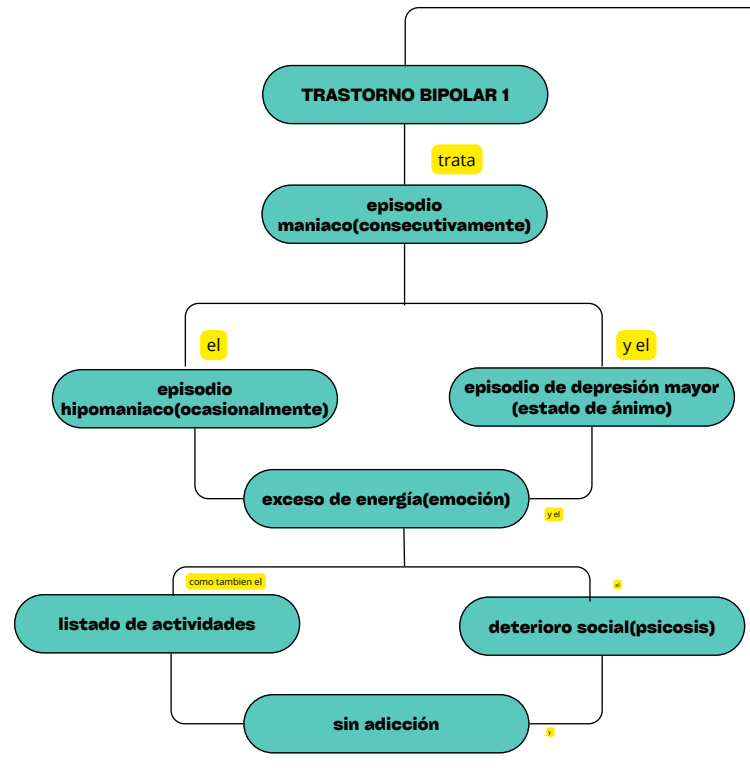 TRASTORNO BIPOLAR 1
trata
episodio
maniaco(consecutivamente)
el
y el
episodio
hipomaniaco(ocasionalmente)
episodio de depresión mayor
(estado de ánimo)
exceso de energía(emoción)
y el
como tambien el
el
listado de actividades
deterioro social(psicosis)
sin adicción
y